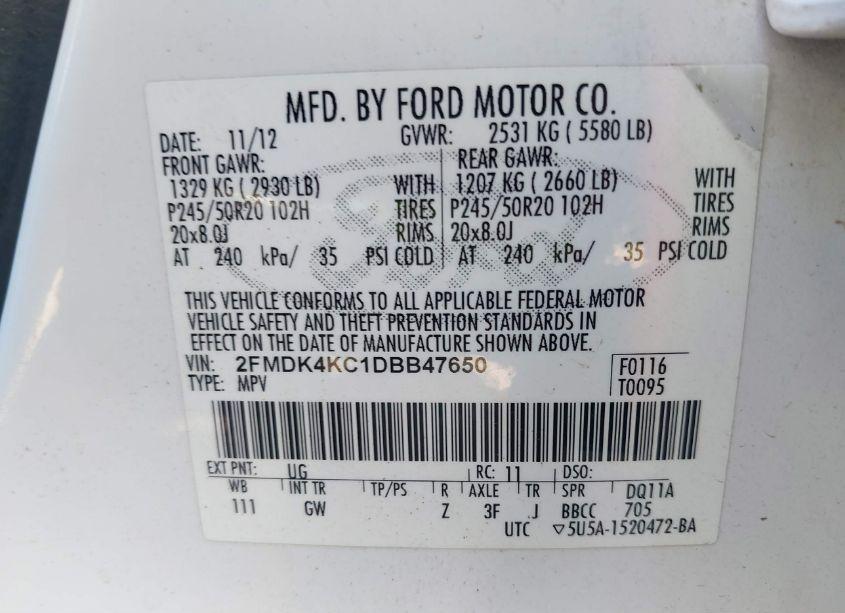 MFD. BY FORD MOTOR CO.
DATE: 11/12 GVWR: 2531 KG ( 5580 LB)
FRONT GAWR: REAR GAWR:
1329 KG ( 2930 LB) WITH 1207 KG ( 2660 LB) WITH
P245/50R20 102H TIRES P245/50R20 102H TIRES
20x8.0J RIMS 20x8.0J RIMS
AT 240 kPa/ 35 PSI COLD AT 240 kPa/ 35 PSI COLD
THIS VEHICLE CONFORMS TO ALL APPLICABLE FEDERAL MOTOR
VEHICLE SAFETY AND THEFT PREVENTION STANDARDS IN
EFFECT ON THE DATE OF MANUFACTURE SHOWN ABOVE.
VIN: 2FMDK4KC1DBB47650 F0116
TYPE: MPV T0095
EXT PNT: UG RC: 11 DSO:
WB INT TR TP/PS R AXLE TR SPR DQ11A
111 GW Z 3F J BBCC 705
UTC ▽5U5A-1520472-BA